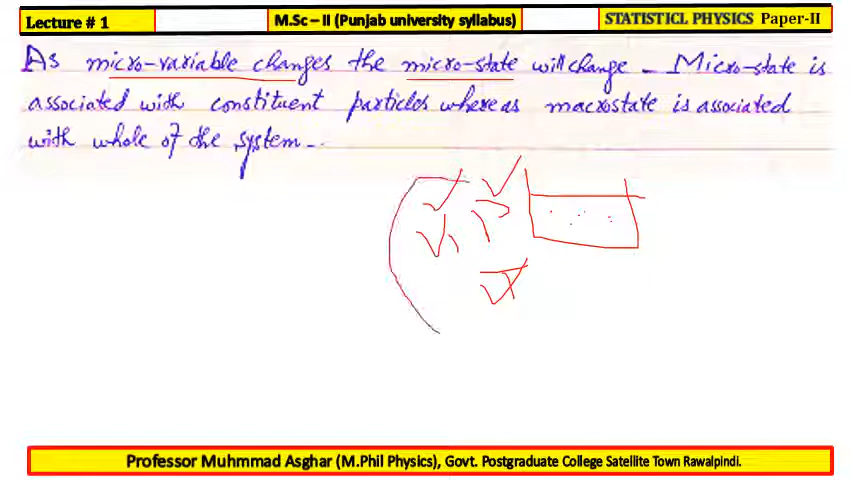 Lecture # 1
M.Sc – II (Punjab university syllabus)
STATISTICL PHYSICS Paper-II
As micro-variable changes the micro-state will change – Micro-state is
associated with constituent particles where as macrostate is associated
with whole of the system –
Professor Muhmmad Asghar (M.Phil Physics), Govt. Postgraduate College Satellite Town Rawalpindi.